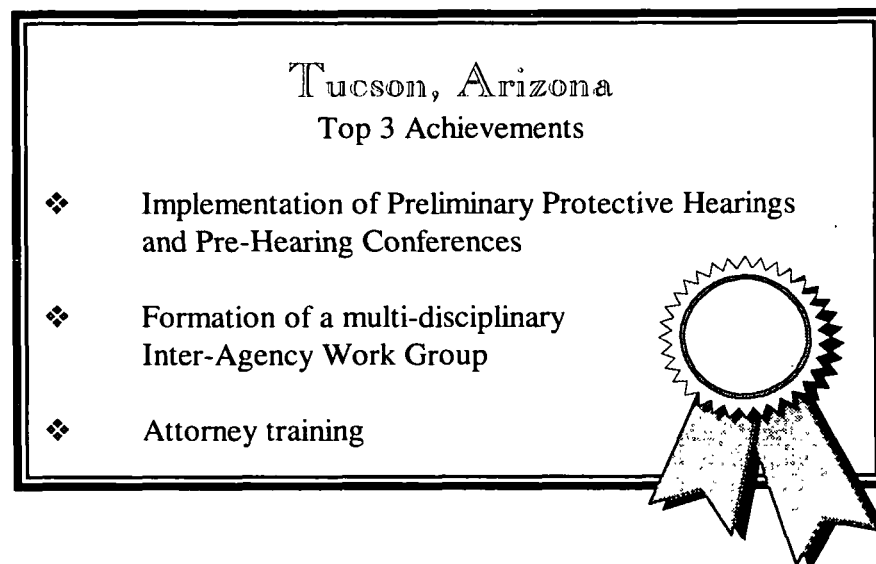 Tucson, Arizona
Top 3 Achievements
❖ Implementation of Preliminary Protective Hearings
and Pre-Hearing Conferences
❖ Formation of a multi-disciplinary
Inter-Agency Work Group
❖ Attorney training